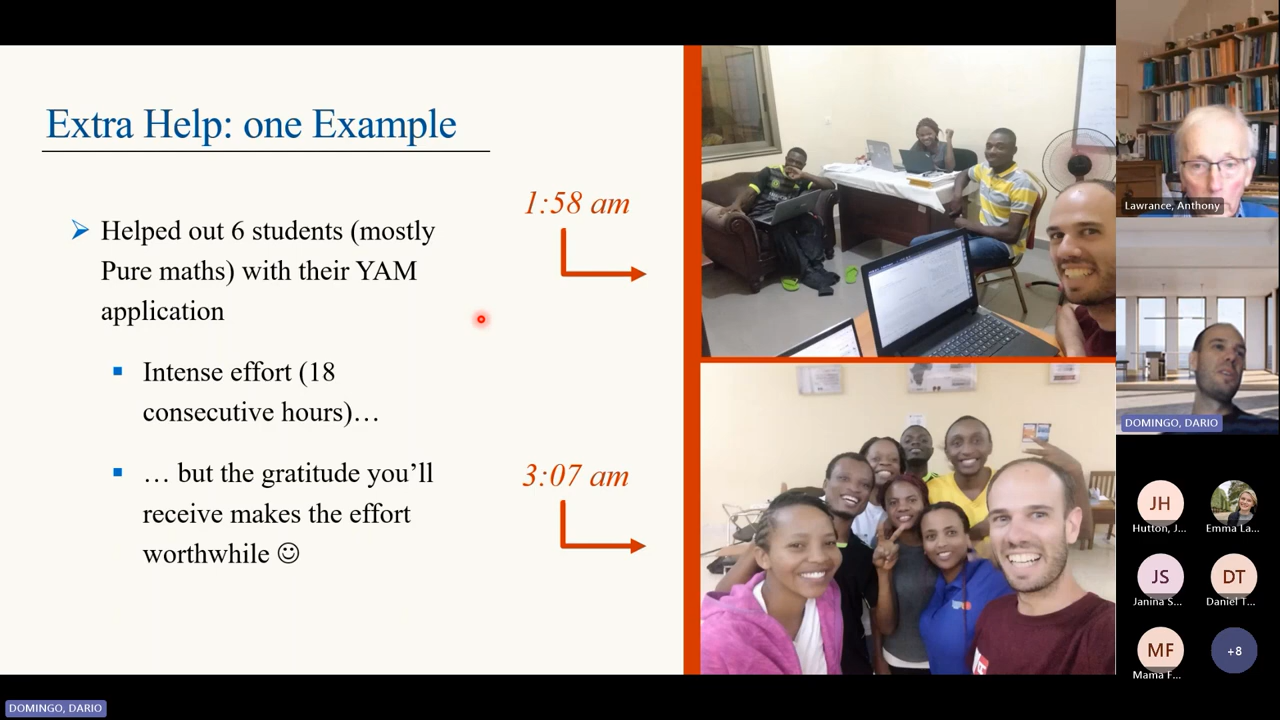 Extra Help: one Example
Helped out 6 students (mostly
Pure maths) with their YAM
application
Intense effort (18
consecutive hours)…
… but the gratitude you’ll
receive makes the effort
worthwhile ☺
1:58 am
3:07 am
Lawrance, Anthony
DOMINGO, DARIO
JH
Hutton, J...
Emma La...
JS
Janina S...
DT
Daniel T...
MF
Mama F...
+8
DOMINGO, DARIO